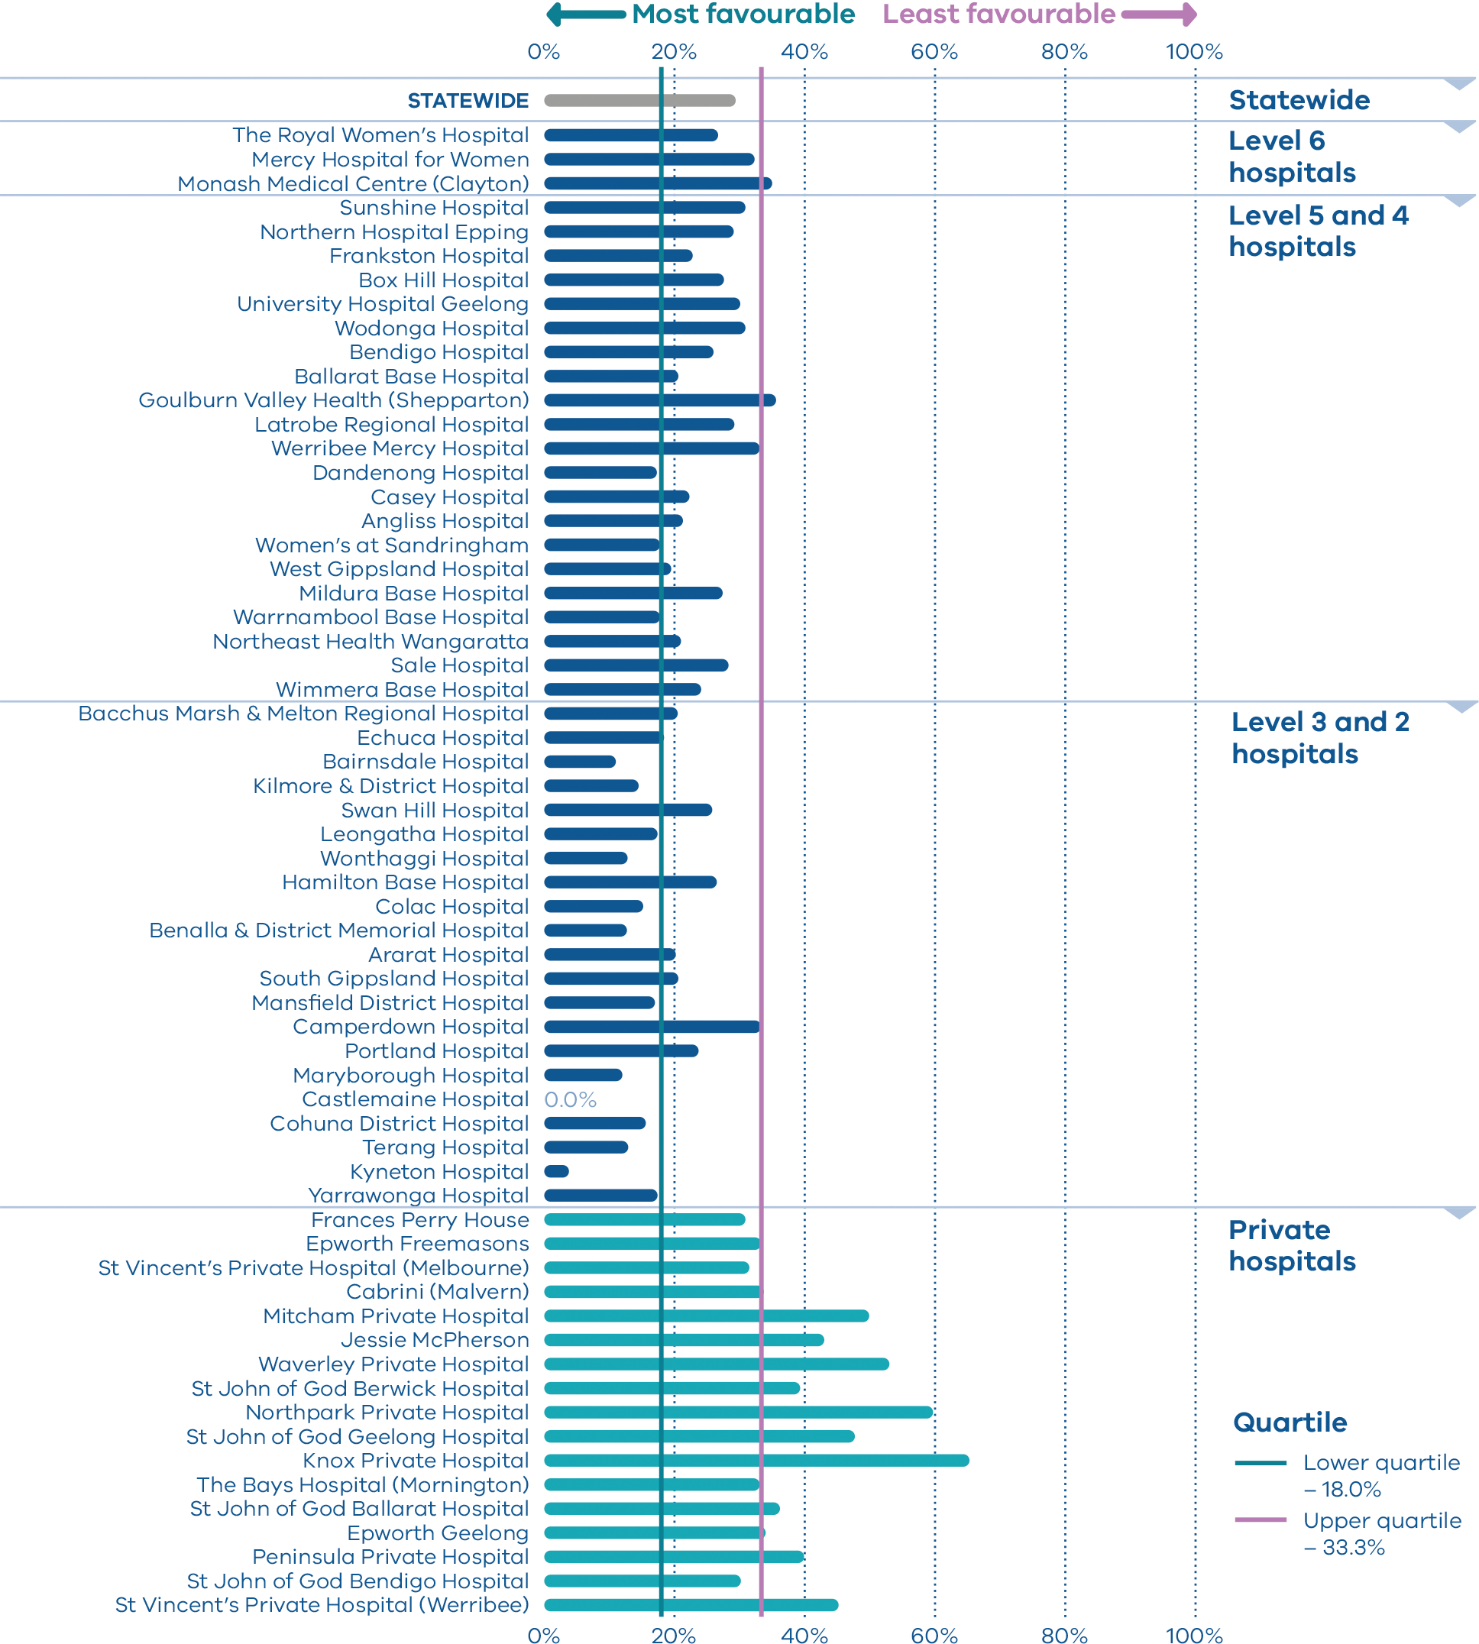 Most favourable Least favourable
0% 20% 40% 60% 80% 100%
STATEWIDE
Statewide
The Royal Women’s Hospital
Mercy Hospital for Women
Monash Medical Centre (Clayton)
Level 6
hospitals
Sunshine Hospital
Northern Hospital Epping
Frankston Hospital
Box Hill Hospital
University Hospital Geelong
Wodonga Hospital
Bendigo Hospital
Ballarat Base Hospital
Goulburn Valley Health (Shepparton)
Latrobe Regional Hospital
Werribee Mercy Hospital
Dandenong Hospital
Casey Hospital
Angliss Hospital
Women’s at Sandringham
West Gippsland Hospital
Mildura Base Hospital
Warrnambool Base Hospital
Northeast Health Wangaratta
Sale Hospital
Wimmera Base Hospital
Level 5 and 4
hospitals
Bacchus Marsh & Melton Regional Hospital
Echuca Hospital
Bairnsdale Hospital
Kilmore & District Hospital
Swan Hill Hospital
Leongatha Hospital
Wonthaggi Hospital
Hamilton Base Hospital
Colac Hospital
Benalla & District Memorial Hospital
Ararat Hospital
South Gippsland Hospital
Mansfield District Hospital
Camperdown Hospital
Portland Hospital
Maryborough Hospital
Castlemaine Hospital 0.0%
Cohuna District Hospital
Terang Hospital
Kyneton Hospital
Yarrawonga Hospital
Level 3 and 2
hospitals
Frances Perry House
Epworth Freemasons
St Vincent’s Private Hospital (Melbourne)
Cabrini (Malvern)
Mitcham Private Hospital
Jessie McPherson
Waverley Private Hospital
St John of God Berwick Hospital
Northpark Private Hospital
St John of God Geelong Hospital
Knox Private Hospital
The Bays Hospital (Mornington)
St John of God Ballarat Hospital
Epworth Geelong
Peninsula Private Hospital
St John of God Bendigo Hospital
St Vincent’s Private Hospital (Werribee)
Private
hospitals
Quartile
Lower quartile
– 18.0%
Upper quartile
– 33.3%
0% 20% 40% 60% 80% 100%